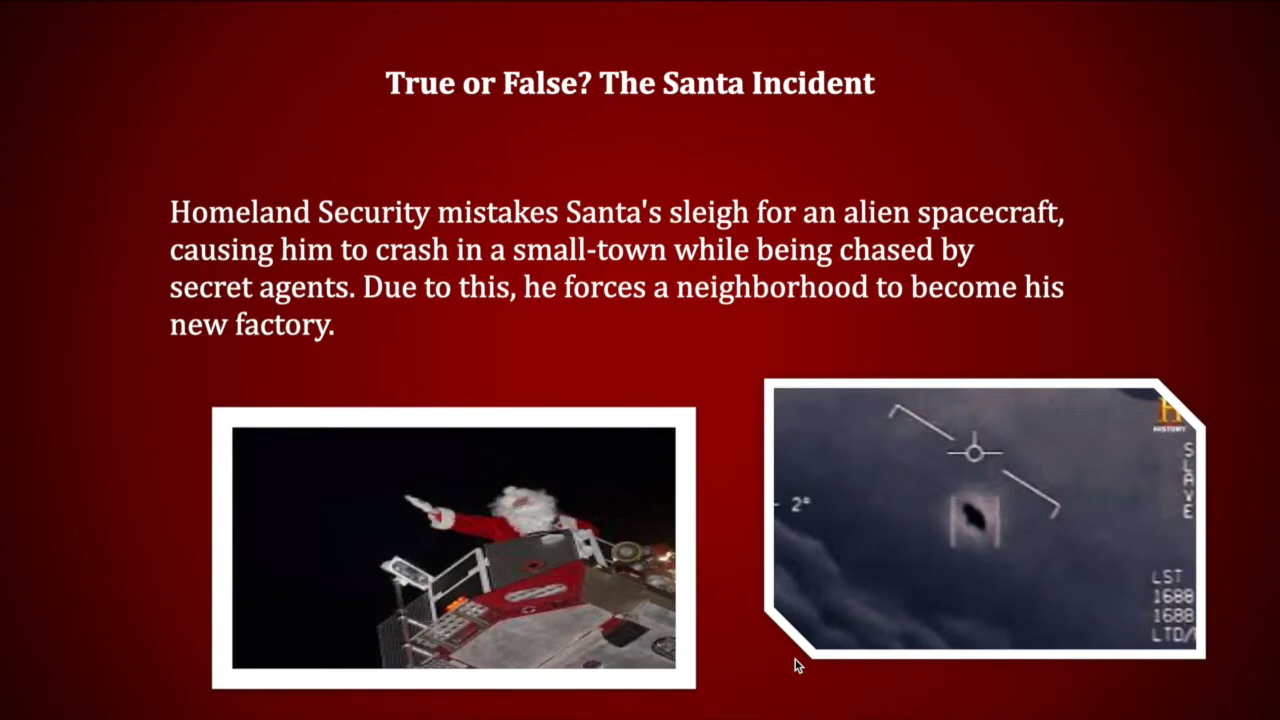 True or False? The Santa Incident
Homeland Security mistakes Santa's sleigh for an alien spacecraft,
causing him to crash in a small-town while being chased by
secret agents. Due to this, he forces a neighborhood to become his
new factory.
H
HISTORY
SLAVE
2°
LST
1688
1688
LTD/